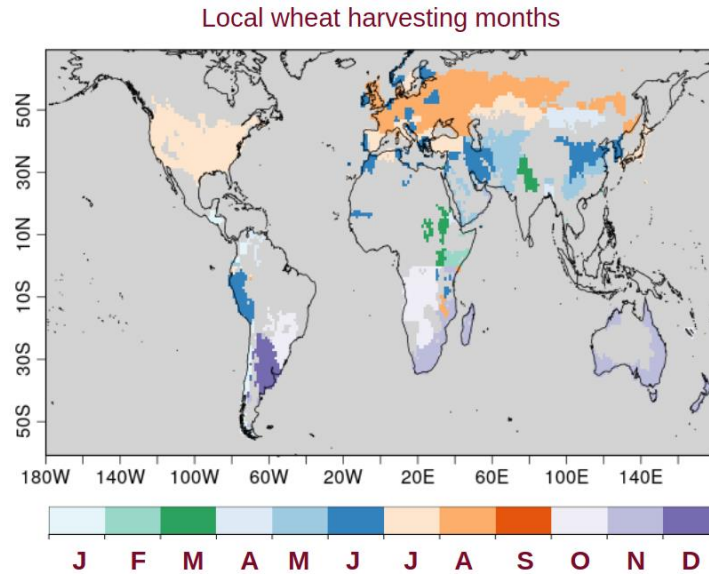 Local wheat harvesting months
50N
30N
10N
10S
30S
50S
180W 140W 100W 60W 20W 20E 60E 100E 140E
J F M A M J J A S O N D